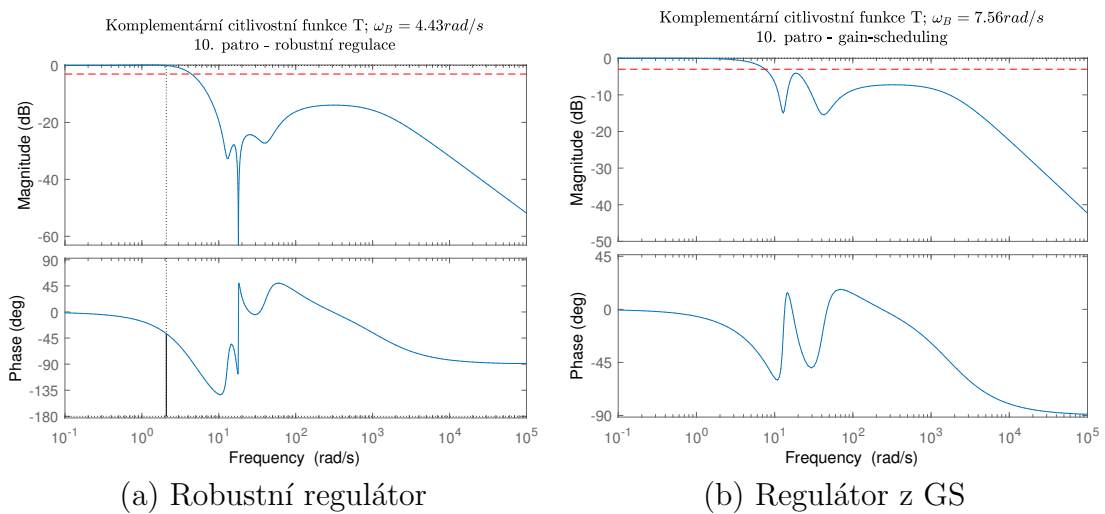 Komplementární citlivostní funkce T; ω_B = 4.43rad/s
10. patro - robustní regulace
0
-20
-40
-60
Magnitude (dB)
90
45
0
-45
-90
-135
-180
Phase (deg)
10^-1
10^0
10^1
10^2
10^3
10^4
10^5
Frequency (rad/s)
(a) Robustní regulátor
Komplementární citlivostní funkce T; ω_B = 7.56rad/s
10. patro - gain-scheduling
0
-10
-20
-30
-40
-50
Magnitude (dB)
45
0
-45
-90
Phase (deg)
10^-1
10^0
10^1
10^2
10^3
10^4
10^5
Frequency (rad/s)
(b) Regulátor z GS